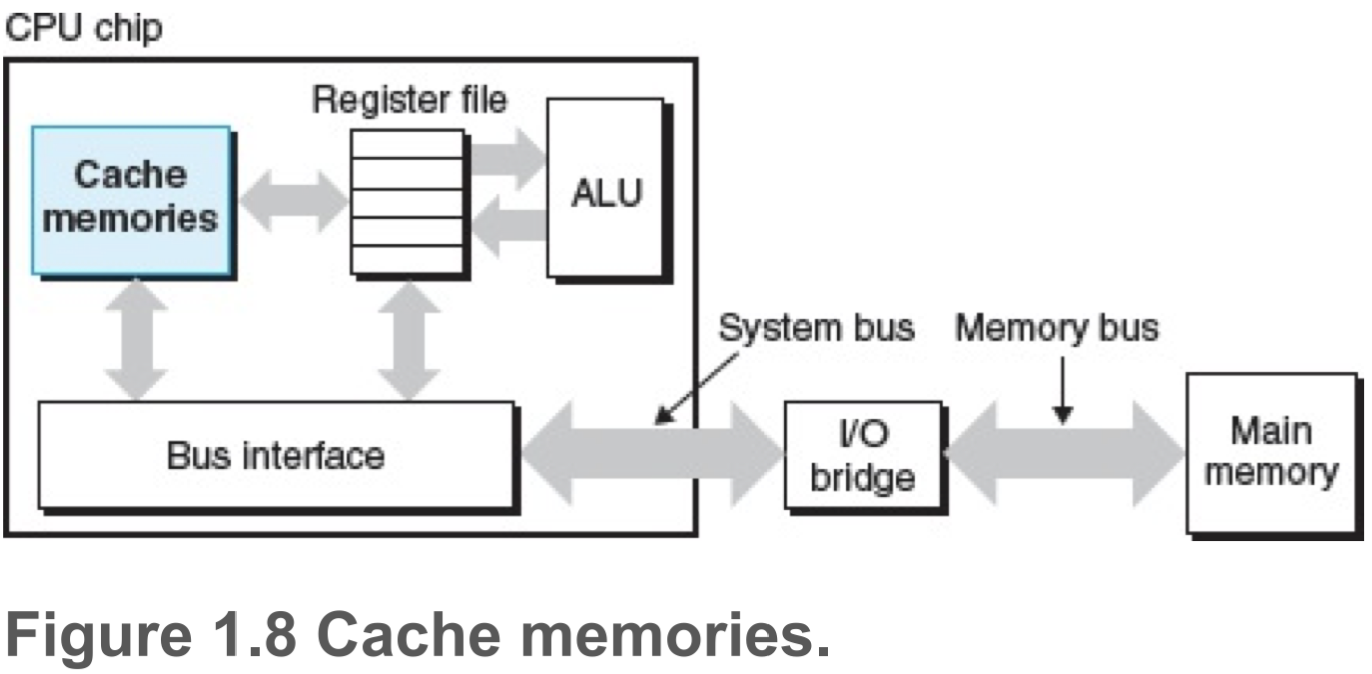 CPU chip
Register file
Cache
memories
ALU
System bus
Memory bus
Bus interface
I/O
bridge
Main
memory
Figure 1.8 Cache memories.